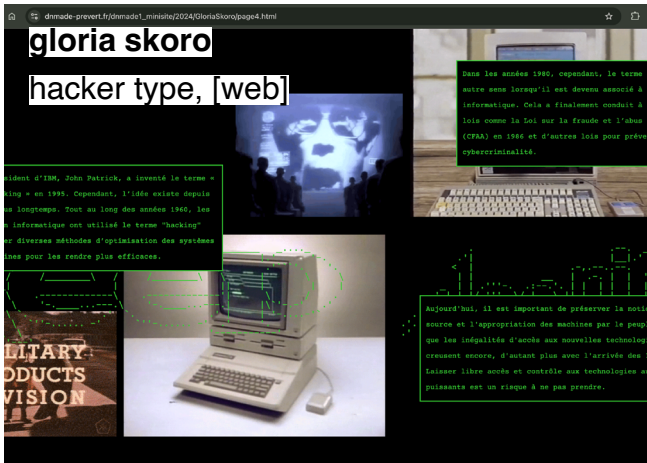 dnmade-prevert.fr/dnmade1_minisite/2024/GloriaSkoro/page4.html
gloria skoro
hacker type, [web]
Dans les années 1980, cependant, le terme
autre sens lorsqu'il est devenu associé à
informatique. Cela a finalement conduit à
lois comme la Loi sur la fraude et l'abus
(CFAA) en 1986 et d'autres lois pour préve
cybercriminalité.
sident d'IBM, John Patrick, a inventé le terme «
king » en 1995. Cependant, l'idée existe depuis
us longtemps. Tout au long des années 1960, les
n informatique ont utilisé le terme "hacking"
er diverses méthodes d'optimisation des systèmes
ines pour les rendre plus efficaces.
Aujourd'hui, il est important de préserver la notio
source et l'appropriation des machines par le peupl
que les inégalités d'accès aux nouvelles technolog
creusent encore, d'autant plus avec l'arrivée des
Laisser libre accès et contrôle aux technologies a
puissants est un risque à ne pas prendre.
LITARY
ODUCTS
VISION